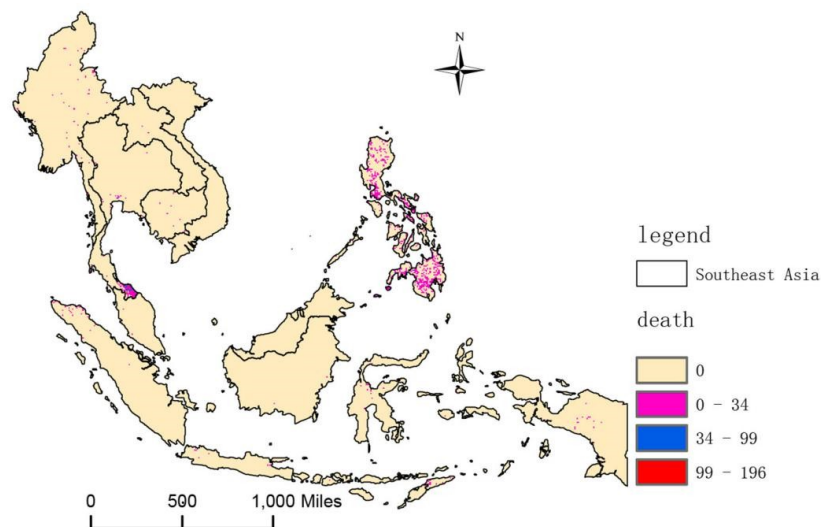 N
legend
Southeast Asia
death
0
0 - 34
34 - 99
99 - 196
0 500 1,000 Miles